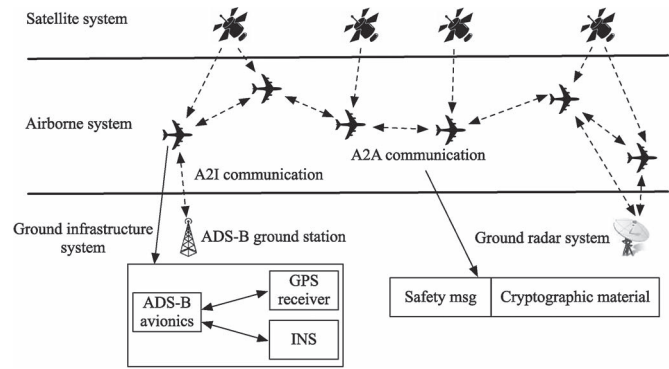 Satellite system
Airborne system
A2A communication
A2I communication
Ground infrastructure
system
ADS-B ground station
Ground radar system
ADS-B
avionics
GPS
receiver
INS
Safety msg
Cryptographic material